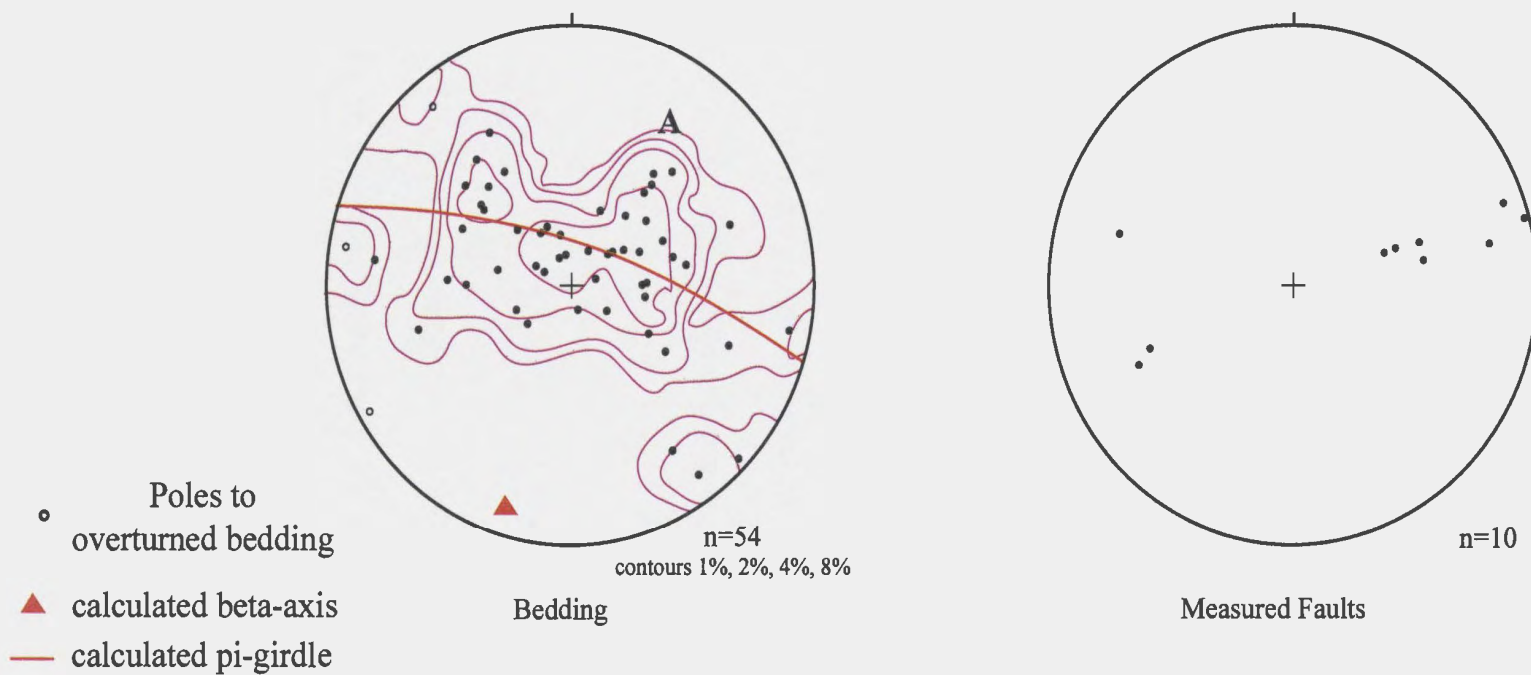 A
Poles to
overturned bedding
calculated beta-axis
calculated pi-girdle
n=54
contours 1%, 2%, 4%, 8%
Bedding
n=10
Measured Faults